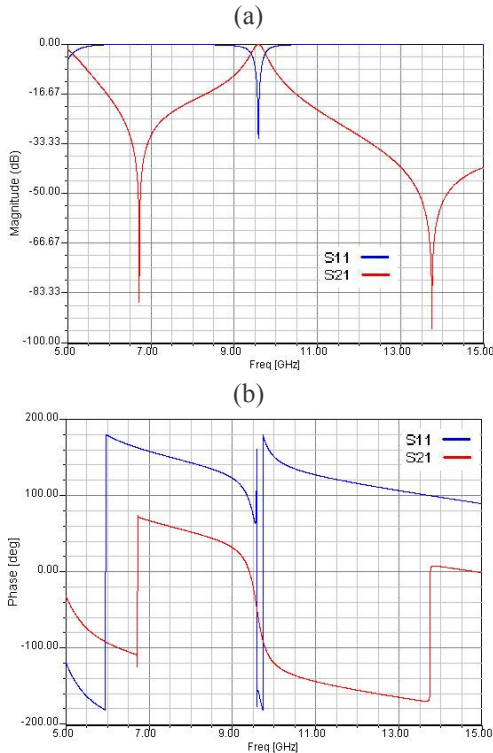 (a)
0.00
-16.67
-33.33
-50.00
-66.67
-83.33
-100.00
Magnitude (dB)
S11
S21
5.00 7.00 9.00 11.00 13.00 15.00
Freq [GHz]
(b)
200.00
100.00
0.00
-100.00
-200.00
Phase [deg]
S11
S21
5.00 7.00 9.00 11.00 13.00 15.00
Freq [GHz]